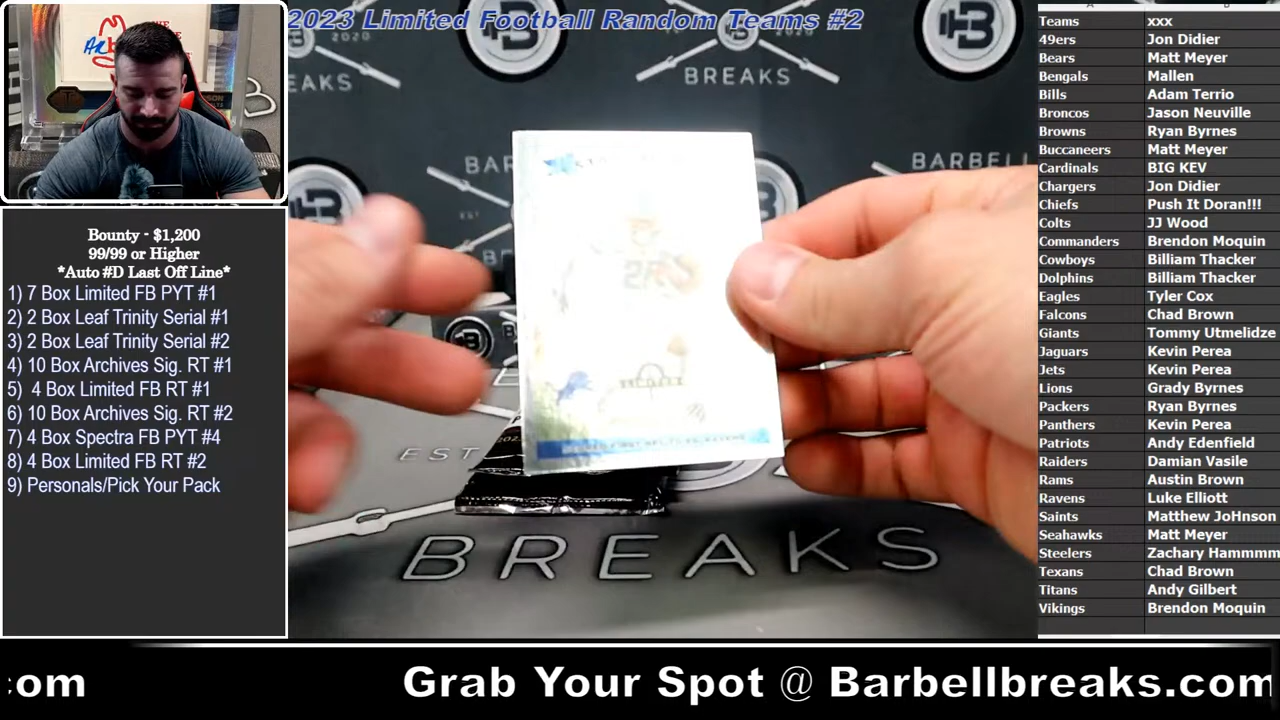 2023 Limited Football Random Teams #2
2020
BREAKS
BARBELL
Bounty - $1,200
99/99 or Higher
*Auto #D Last Off Line*
1) 7 Box Limited FB PYT #1
2) 2 Box Leaf Trinity Serial #1
3) 2 Box Leaf Trinity Serial #2
4) 10 Box Archives Sig. RT #1
5) 4 Box Limited FB RT #1
6) 10 Box Archives Sig. RT #2
7) 4 Box Spectra FB PYT #4
8) 4 Box Limited FB RT #2
9) Personals/Pick Your Pack
EST
BREAKS
Teams xxx
49ers Jon Didier
Bears Matt Meyer
Bengals Mallen
Bills Adam Terrio
Broncos Jason Neuville
Browns Ryan Byrnes
Buccaneers Matt Meyer
Cardinals BIG KEV
Chargers Jon Didier
Chiefs Push It Doran!!!
Colts JJ Wood
Commanders Brendon Moquin
Cowboys Billiam Thacker
Dolphins Billiam Thacker
Eagles Tyler Cox
Falcons Chad Brown
Giants Tommy Utmelidze
Jaguars Kevin Perea
Jets Kevin Perea
Lions Grady Byrnes
Packers Ryan Byrnes
Panthers Kevin Perea
Patriots Andy Edenfield
Raiders Damian Vasile
Rams Austin Brown
Ravens Luke Elliott
Saints Matthew JoHnson
Seahawks Matt Meyer
Steelers Zachary Hammmm
Texans Chad Brown
Titans Andy Gilbert
Vikings Brendon Moquin
com Grab Your Spot @ Barbellbreaks.com